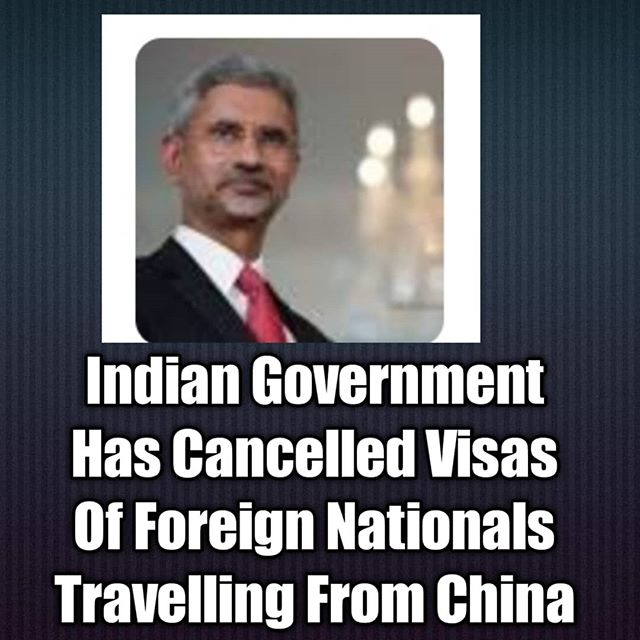 Indian Government
Has Cancelled Visas
Of Foreign Nationals
Travelling From China